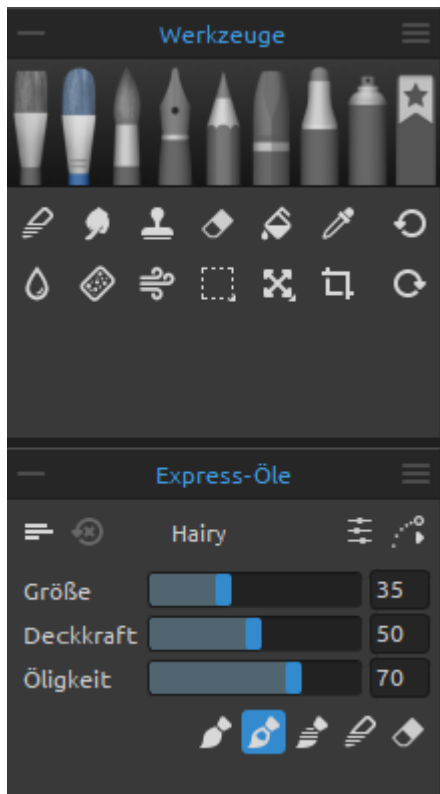 Werkzeuge
Express-Öle
Hairy
Größe 35
Deckkraft 50
Öligkeit 70